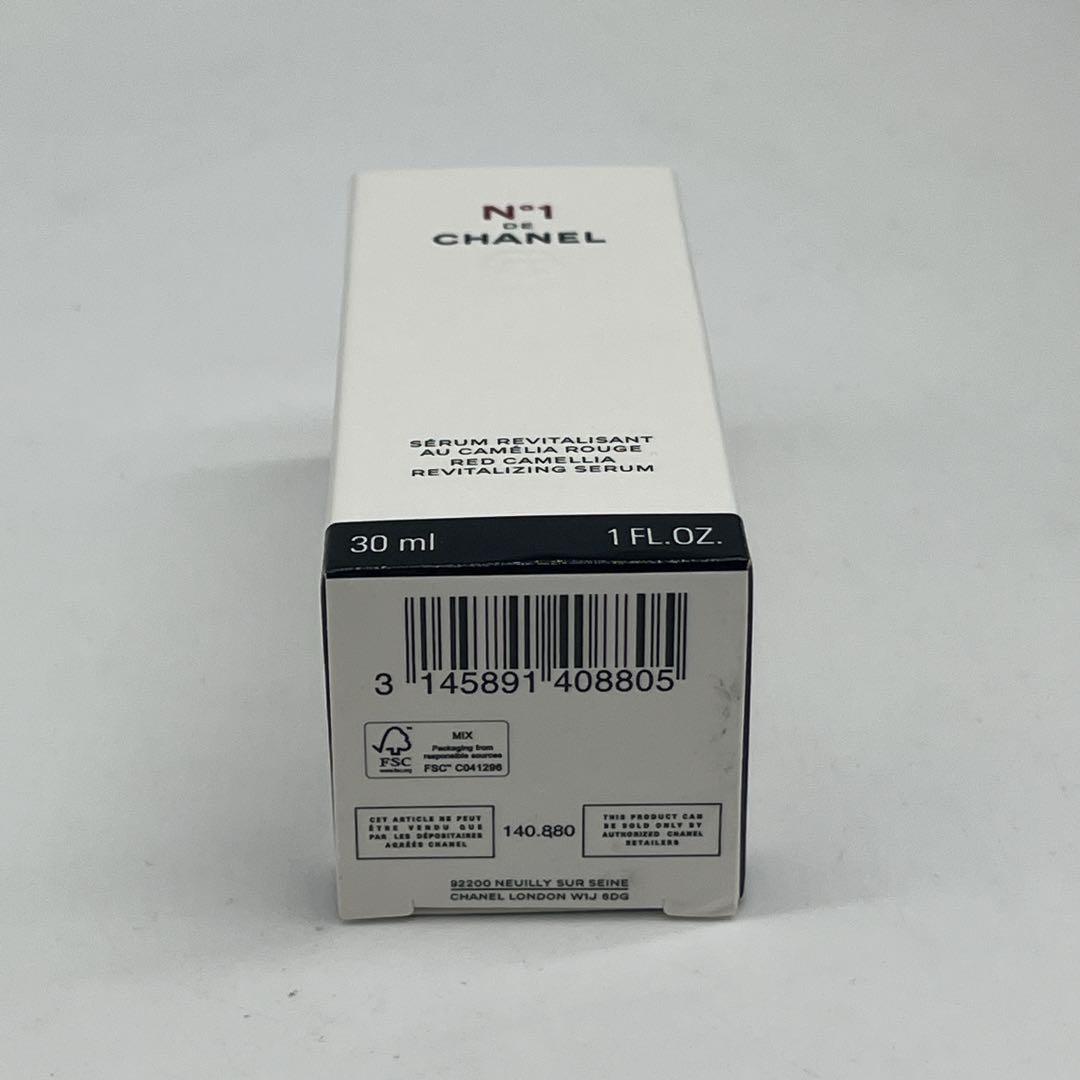 N°1
DE
CHANEL
SÉRUM REVITALISANT
AU CAMÉLIA ROUGE
RED CAMELLIA
REVITALIZING SERUM
30 ml 1 FL.OZ.
3 145891 408805
MIX
Packaging from
responsible sources
FSC™ C041296
FSC
www.fsc.org
CET ARTICLE NE PEUT
ÊTRE VENDU QUE
PAR LES DÉPOSITAIRES
AGRÉÉS CHANEL
140.880
THIS PRODUCT CAN
BE SOLD ONLY BY
AUTHORIZED CHANEL
RETAILERS
92200 NEUILLY SUR SEINE
CHANEL LONDON W1J 6DG